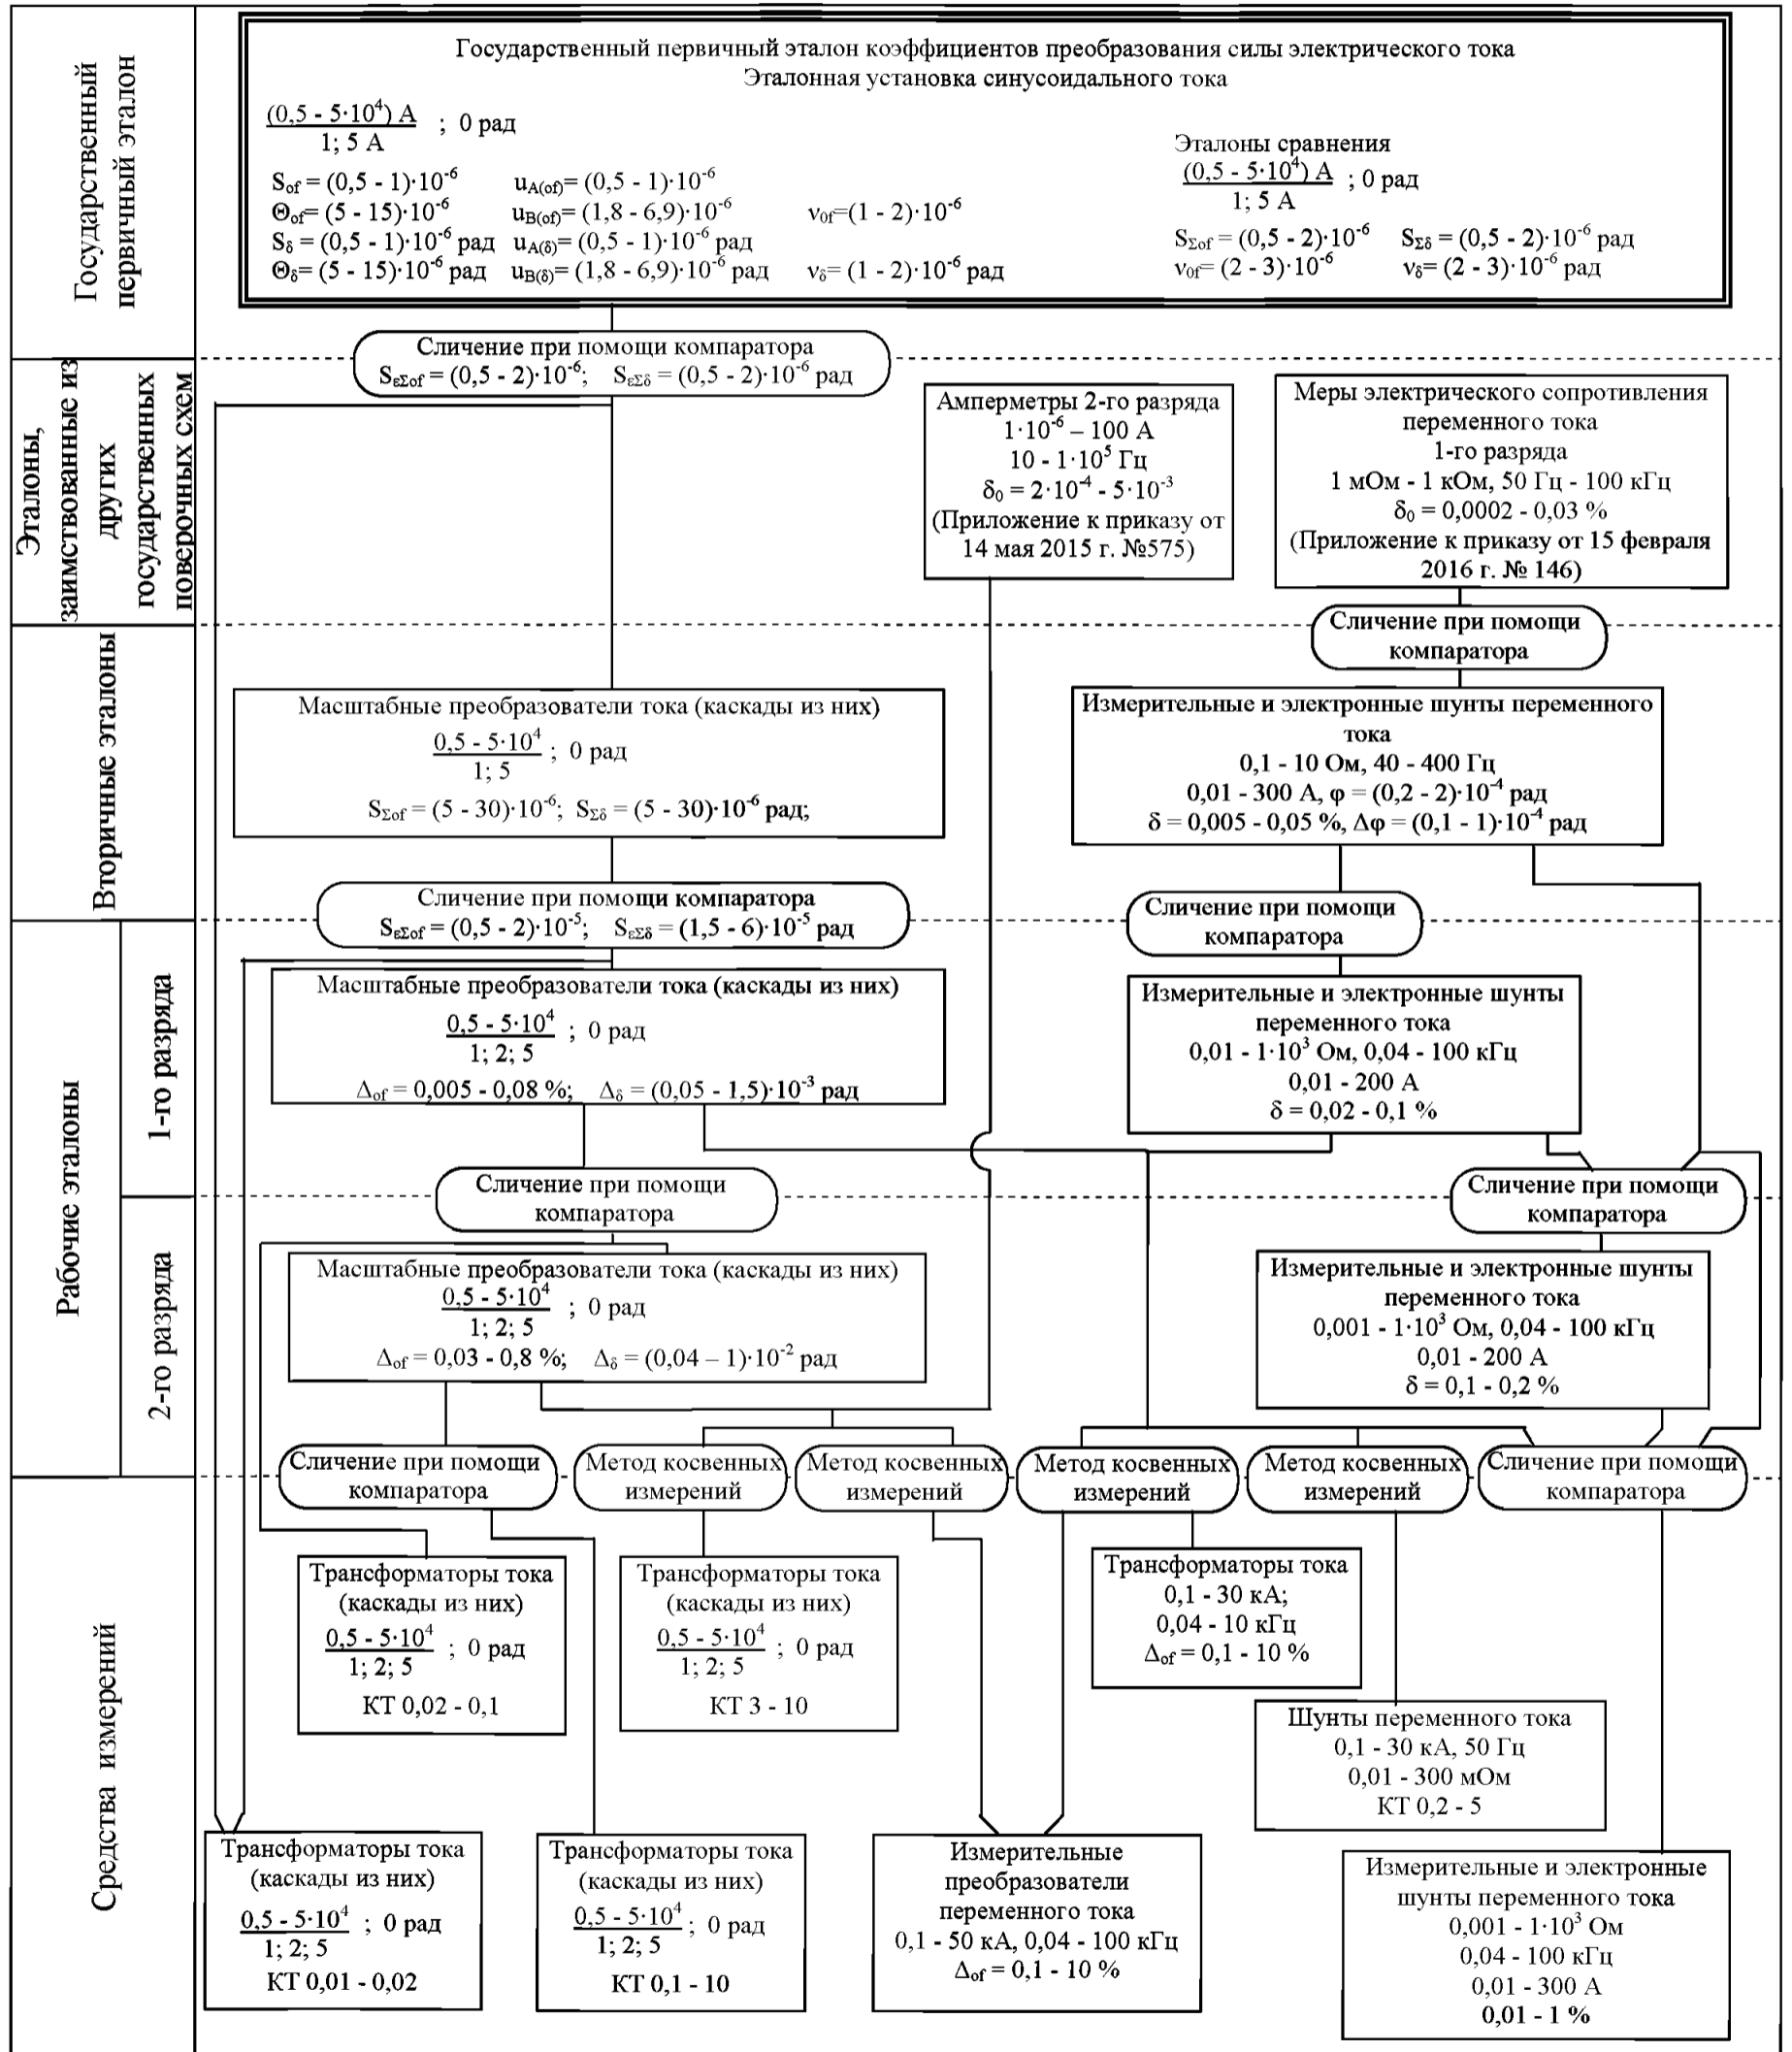 Государственный
первичный эталон
Государственный первичный эталон коэффициентов преобразования силы электрического тока
Эталонная установка синусоидального тока
(0,5 - 5·10⁴) А
1; 5 А
; 0 рад
Sof = (0,5 - 1)·10⁻⁶ uA(of)= (0,5 - 1)·10⁻⁶
Θof= (5 - 15)·10⁻⁶ uB(of)= (1,8 - 6,9)·10⁻⁶ ν0f=(1 - 2)·10⁻⁶
Sδ = (0,5 - 1)·10⁻⁶ рад uA(δ)= (0,5 - 1)·10⁻⁶ рад
Θδ= (5 - 15)·10⁻⁶ рад uB(δ)= (1,8 - 6,9)·10⁻⁶ рад νδ= (1 - 2)·10⁻⁶ рад
Эталоны сравнения
(0,5 - 5·10⁴) А
1; 5 А
; 0 рад
SΣof = (0,5 - 2)·10⁻⁶ SΣδ = (0,5 - 2)·10⁻⁶ рад
ν0f= (2 - 3)·10⁻⁶ νδ= (2 - 3)·10⁻⁶ рад
Сличение при помощи компаратора
SεΣof = (0,5 - 2)·10⁻⁶; SεΣδ = (0,5 - 2)·10⁻⁶ рад
Эталоны,
заимствованные из
других
государственных
поверочных схем
Амперметры 2-го разряда
1·10⁻⁶ – 100 А
10 - 1·10⁵ Гц
δ₀ = 2·10⁻⁴ - 5·10⁻³
(Приложение к приказу от
14 мая 2015 г. №575)
Меры электрического сопротивления
переменного тока
1-го разряда
1 мОм - 1 кОм, 50 Гц - 100 кГц
δ₀ = 0,0002 - 0,03 %
(Приложение к приказу от 15 февраля
2016 г. № 146)
Сличение при помощи
компаратора
Вторичные эталоны
Масштабные преобразователи тока (каскады из них)
0,5 - 5·10⁴
1; 5
; 0 рад
SΣof = (5 - 30)·10⁻⁶; SΣδ = (5 - 30)·10⁻⁶ рад;
Измерительные и электронные шунты переменного
тока
0,1 - 10 Ом, 40 - 400 Гц
0,01 - 300 А, φ = (0,2 - 2)·10⁻⁴ рад
δ = 0,005 - 0,05 %, Δφ = (0,1 - 1)·10⁻⁴ рад
Сличение при помощи компаратора
SεΣof = (0,5 - 2)·10⁻⁵; SεΣδ = (1,5 - 6)·10⁻⁵ рад
Сличение при помощи
компаратора
Рабочие эталоны
1-го разряда
Масштабные преобразователи тока (каскады из них)
0,5 - 5·10⁴
1; 2; 5
; 0 рад
Δof = 0,005 - 0,08 %; Δδ = (0,05 - 1,5)·10⁻³ рад
Измерительные и электронные шунты
переменного тока
0,01 - 1·10³ Ом, 0,04 - 100 кГц
0,01 - 200 А
δ = 0,02 - 0,1 %
Сличение при помощи
компаратора
Сличение при помощи
компаратора
2-го разряда
Масштабные преобразователи тока (каскады из них)
0,5 - 5·10⁴
1; 2; 5
; 0 рад
Δof = 0,03 - 0,8 %; Δδ = (0,04 – 1)·10⁻² рад
Измерительные и электронные шунты
переменного тока
0,001 - 1·10³ Ом, 0,04 - 100 кГц
0,01 - 200 А
δ = 0,1 - 0,2 %
Сличение при помощи
компаратора
Метод косвенных
измерений
Метод косвенных
измерений
Метод косвенных
измерений
Метод косвенных
измерений
Сличение при помощи
компаратора
Средства измерений
Трансформаторы тока
(каскады из них)
0,5 - 5·10⁴
1; 2; 5
; 0 рад
КТ 0,02 - 0,1
Трансформаторы тока
(каскады из них)
0,5 - 5·10⁴
1; 2; 5
; 0 рад
КТ 3 - 10
Трансформаторы тока
0,1 - 30 кА;
0,04 - 10 кГц
Δof = 0,1 - 10 %
Шунты переменного тока
0,1 - 30 кА, 50 Гц
0,01 - 300 мОм
КТ 0,2 - 5
Трансформаторы тока
(каскады из них)
0,5 - 5·10⁴
1; 2; 5
; 0 рад
КТ 0,01 - 0,02
Трансформаторы тока
(каскады из них)
0,5 - 5·10⁴
1; 2; 5
; 0 рад
КТ 0,1 - 10
Измерительные
преобразователи
переменного тока
0,1 - 50 кА, 0,04 - 100 кГц
Δof = 0,1 - 10 %
Измерительные и электронные
шунты переменного тока
0,001 - 1·10³ Ом
0,04 - 100 кГц
0,01 - 300 А
0,01 - 1 %